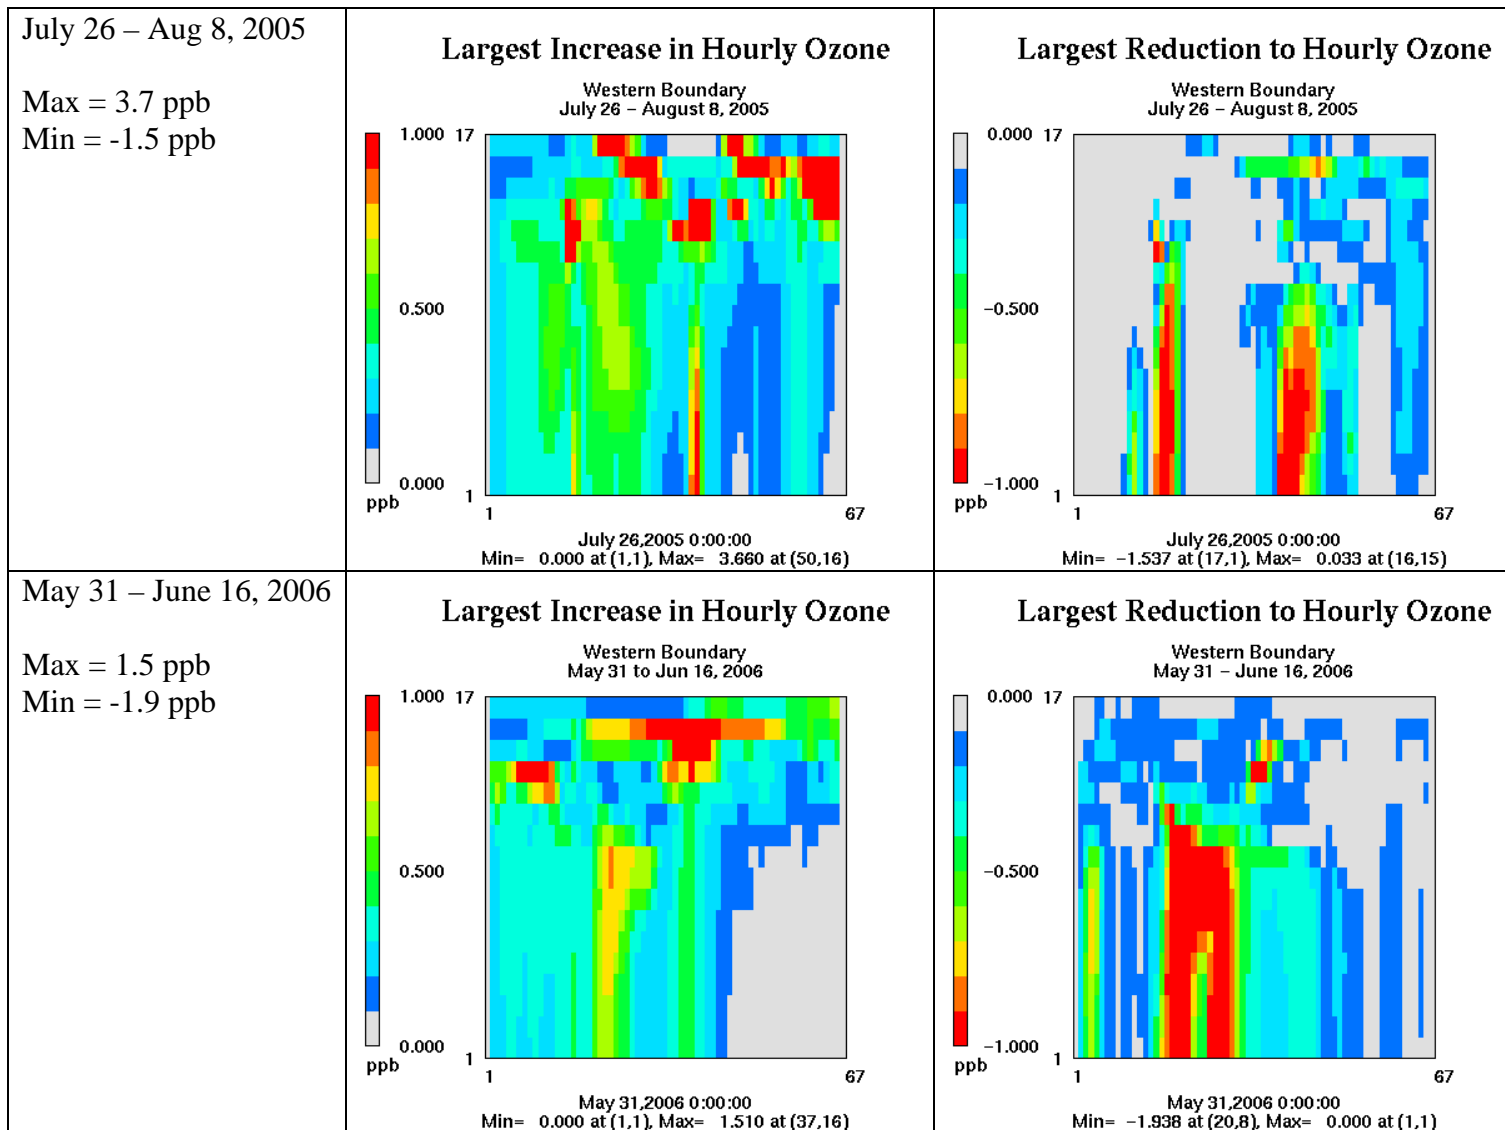 July 26 – Aug 8, 2005
Max = 3.7 ppb
Min = -1.5 ppb
Largest Increase in Hourly Ozone
Western Boundary
July 26 – August 8, 2005
1.000
0.500
0.000
ppb
17
1
1
67
July 26,2005 0:00:00
Min= 0.000 at (1,1), Max= 3.660 at (50,16)
Largest Reduction to Hourly Ozone
Western Boundary
July 26 – August 8, 2005
0.000
−0.500
−1.000
ppb
17
1
1
67
July 26,2005 0:00:00
Min= −1.537 at (17,1), Max= 0.033 at (16,15)
May 31 – June 16, 2006
Max = 1.5 ppb
Min = -1.9 ppb
Largest Increase in Hourly Ozone
Western Boundary
May 31 to Jun 16, 2006
1.000
0.500
0.000
ppb
17
1
1
67
May 31,2006 0:00:00
Min= 0.000 at (1,1), Max= 1.510 at (37,16)
Largest Reduction to Hourly Ozone
Western Boundary
May 31 – June 16, 2006
0.000
−0.500
−1.000
ppb
17
1
1
67
May 31,2006 0:00:00
Min= −1.938 at (20,8), Max= 0.000 at (1,1)